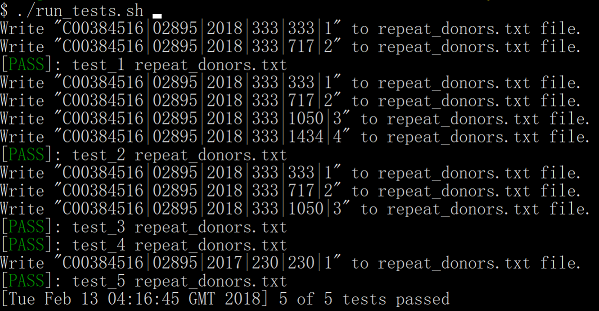 $ ./run_tests.sh
Write "C00384516|02895|2018|333|333|1" to repeat_donors.txt file.
Write "C00384516|02895|2018|333|717|2" to repeat_donors.txt file.
[PASS]: test_1 repeat_donors.txt
Write "C00384516|02895|2018|333|333|1" to repeat_donors.txt file.
Write "C00384516|02895|2018|333|717|2" to repeat_donors.txt file.
Write "C00384516|02895|2018|333|1050|3" to repeat_donors.txt file.
Write "C00384516|02895|2018|333|1434|4" to repeat_donors.txt file.
[PASS]: test_2 repeat_donors.txt
Write "C00384516|02895|2018|333|333|1" to repeat_donors.txt file.
Write "C00384516|02895|2018|333|717|2" to repeat_donors.txt file.
Write "C00384516|02895|2018|333|1050|3" to repeat_donors.txt file.
[PASS]: test_3 repeat_donors.txt
[PASS]: test_4 repeat_donors.txt
Write "C00384516|02895|2017|230|230|1" to repeat_donors.txt file.
[PASS]: test_5 repeat_donors.txt
[Tue Feb 13 04:16:45 GMT 2018] 5 of 5 tests passed